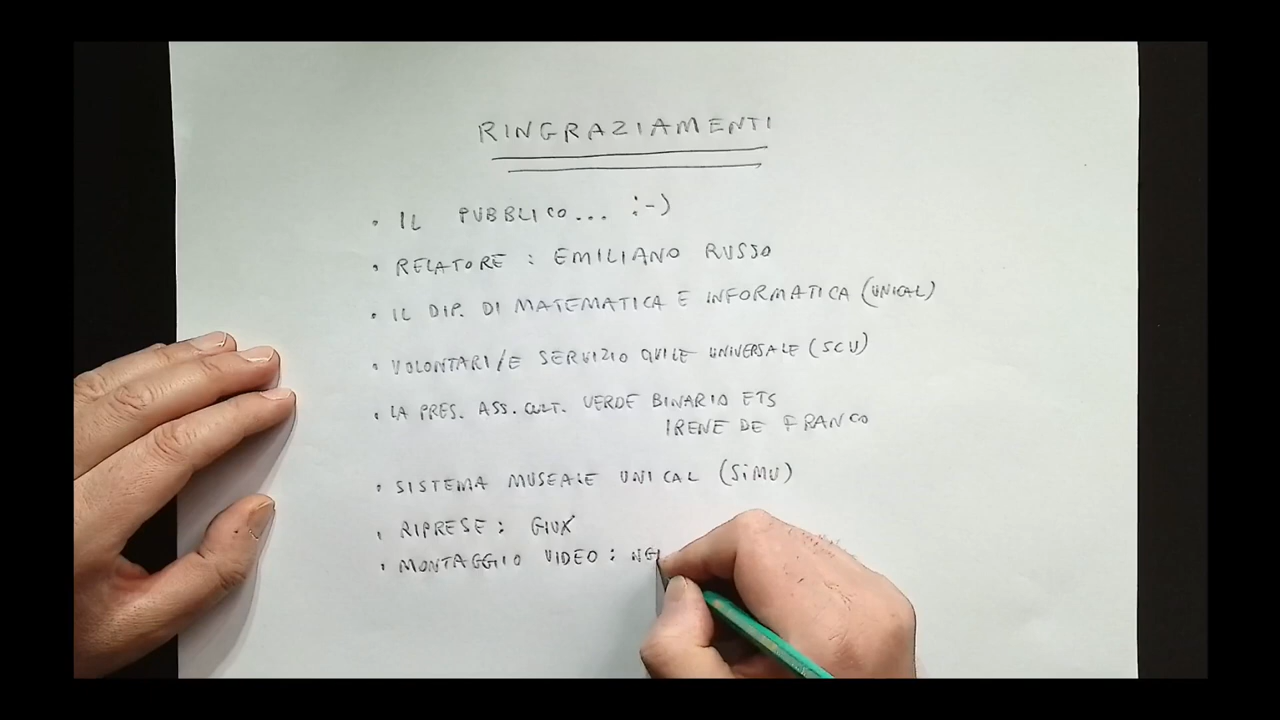 RINGRAZIAMENTI
• IL PUBBLICO... :-)
• RELATORE : EMILIANO RUSSO
• IL DIP. DI MATEMATICA E INFORMATICA (UNICAL)
• VOLONTARI/E SERVIZIO CIVILE UNIVERSALE (SCU)
• LA PRES. ASS. CULT. VERDE BINARIO ETS
IRENE DE FRANCO
• SISTEMA MUSEALE UNICAL (SiMU)
• RIPRESE : GIUX
• MONTAGGIO VIDEO :